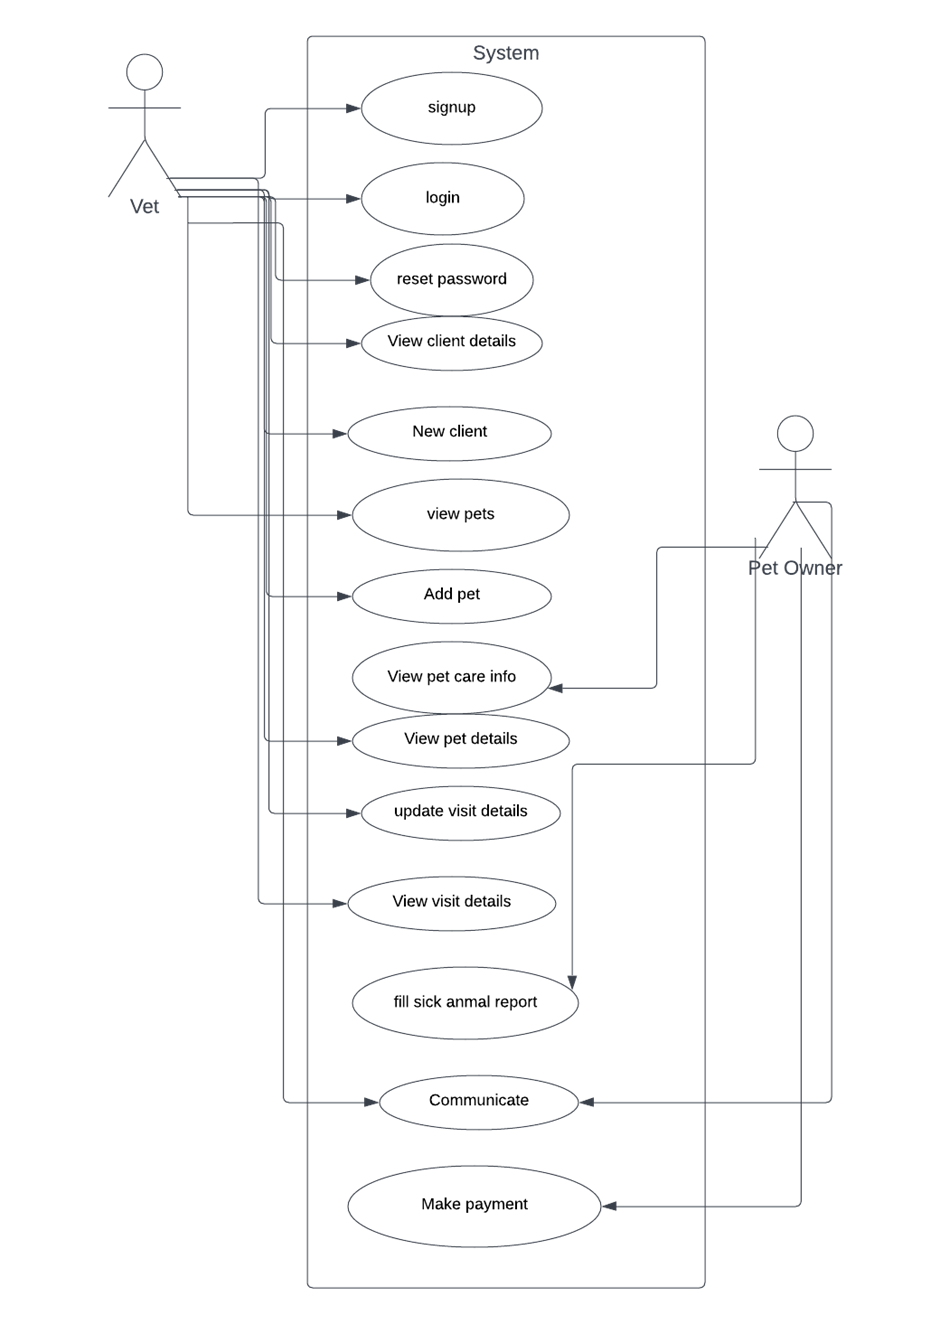 System
signup
Vet
login
reset password
View client details
New client
view pets
Pet Owner
Add pet
View pet care info
View pet details
update visit details
View visit details
fill sick anmal report
Communicate
Make payment